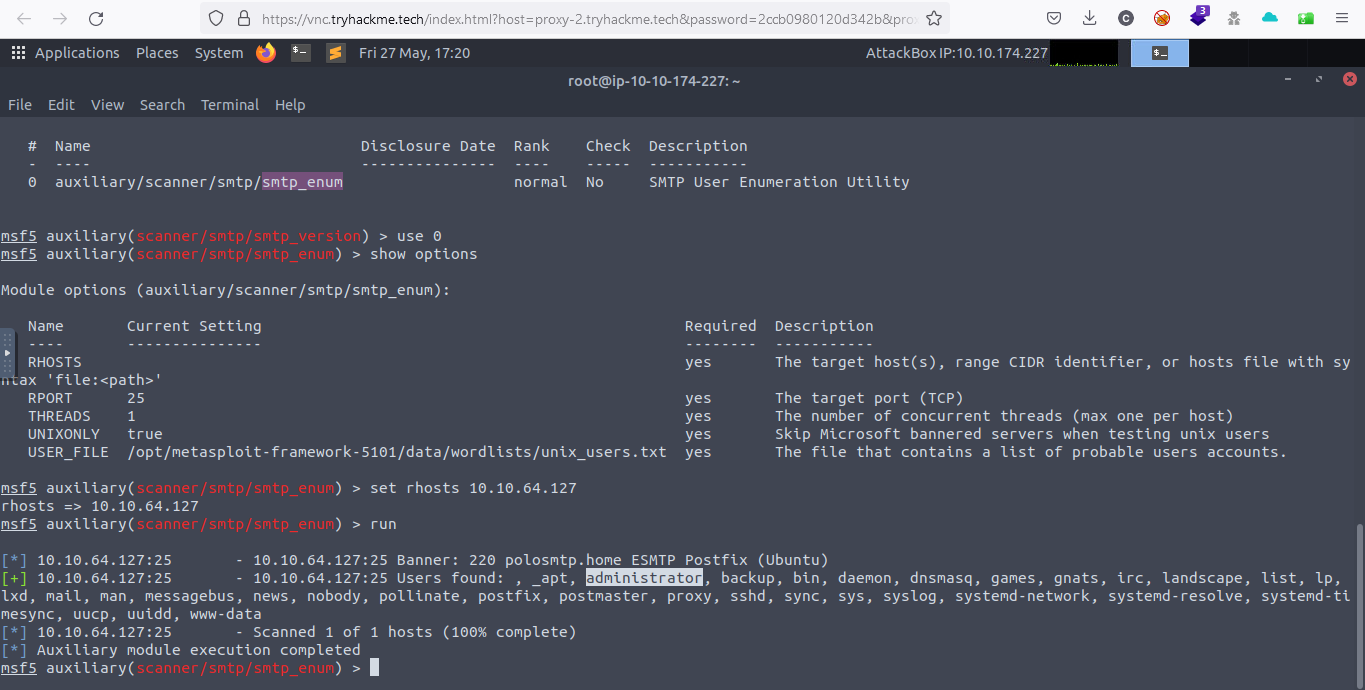 https://vnc.tryhackme.tech/index.html?host=proxy-2.tryhackme.tech&password=2ccb0980120d342b&pro
3
Applications Places System Fri 27 May, 17:20 AttackBox IP:10.10.174.227
root@ip-10-10-174-227: ~
File Edit View Search Terminal Help
# Name Disclosure Date Rank Check Description
- ---- --------------- ---- ----- -----------
0 auxiliary/scanner/smtp/smtp_enum normal No SMTP User Enumeration Utility
msf5 auxiliary(scanner/smtp/smtp_version) > use 0
msf5 auxiliary(scanner/smtp/smtp_enum) > show options
Module options (auxiliary/scanner/smtp/smtp_enum):
Name Current Setting Required Description
---- --------------- -------- -----------
RHOSTS yes The target host(s), range CIDR identifier, or hosts file with sy
ntax 'file:<path>'
RPORT 25 yes The target port (TCP)
THREADS 1 yes The number of concurrent threads (max one per host)
UNIXONLY true yes Skip Microsoft bannered servers when testing unix users
USER_FILE /opt/metasploit-framework-5101/data/wordlists/unix_users.txt yes The file that contains a list of probable users accounts.
msf5 auxiliary(scanner/smtp/smtp_enum) > set rhosts 10.10.64.127
rhosts => 10.10.64.127
msf5 auxiliary(scanner/smtp/smtp_enum) > run
[*] 10.10.64.127:25 - 10.10.64.127:25 Banner: 220 polosmtp.home ESMTP Postfix (Ubuntu)
[+] 10.10.64.127:25 - 10.10.64.127:25 Users found: , _apt, administrator, backup, bin, daemon, dnsmasq, games, gnats, irc, landscape, list, lp,
lxd, mail, man, messagebus, news, nobody, pollinate, postfix, postmaster, proxy, sshd, sync, sys, syslog, systemd-network, systemd-resolve, systemd-ti
mesync, uucp, uuidd, www-data
[*] 10.10.64.127:25 - Scanned 1 of 1 hosts (100% complete)
[*] Auxiliary module execution completed
msf5 auxiliary(scanner/smtp/smtp_enum) >